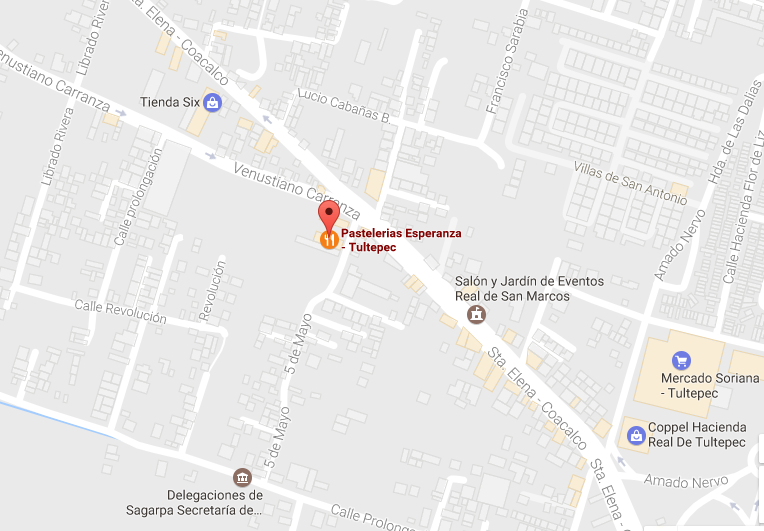 Sta. Elena - Coacalco
Librado Rivera
Venustiano Carranza
Tienda Six
Lucio Cabañas B.
Francisco Sarabia
Hda. de Las Dalias
Librado Rivera
Calle prolongación
Venustiano Carranza
Villas de San Antonio
Calle Hacienda Flor de Liz
Amado Nervo
Pastelerias Esperanza
- Tultepec
Revolución
Calle Revolución
Salón y Jardín de Eventos
Real de San Marcos
5 de Mayo
Sta. Elena - Coacalco
Mercado Soriana
- Tultepec
5 de Mayo
Coppel Hacienda
Real De Tultepec
Amado Nervo
Delegaciones de
Sagarpa Secretaría de...
Calle Prolonga
Sta. Elena -